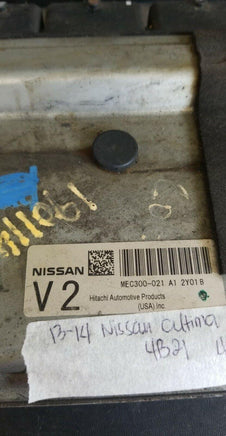 NISSAN
MEC300-021 A1 2Y01B
V2
Hitachi Automotive Products
(USA) Inc.
13-14 Nissan altima
4B21